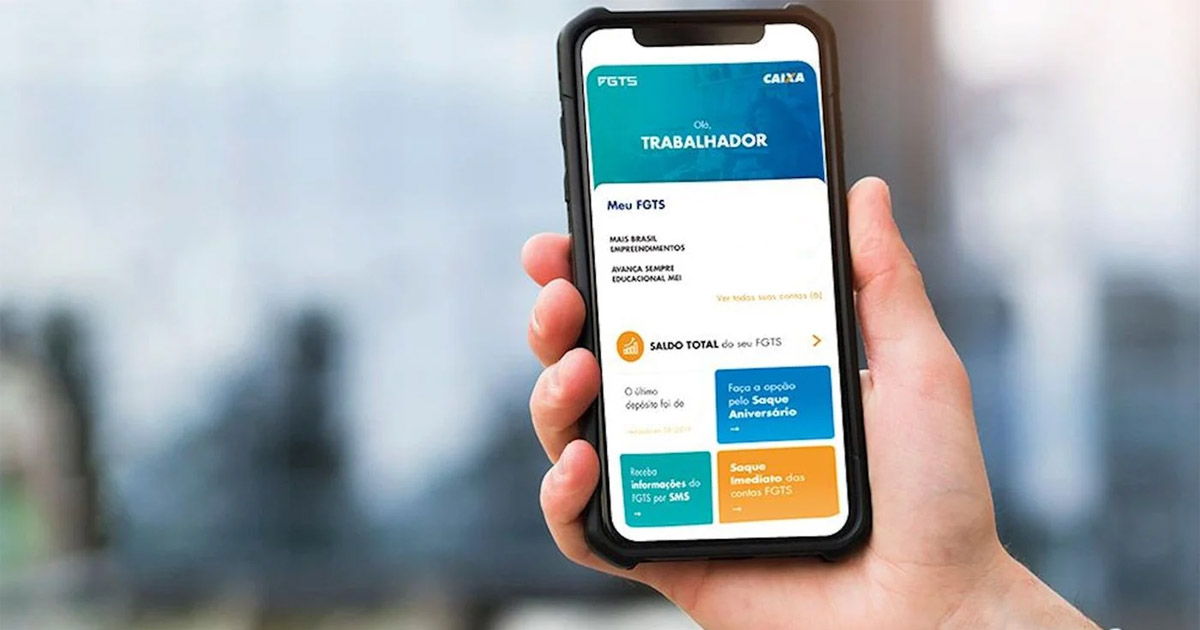 FGTS
CAIXA
Olá,
TRABALHADOR
Meu FGTS
MAIS BRASIL
EMPREENDIMENTOS
AVANÇA SEMPRE
EDUCACIONAL MEI
Ver todas suas contas (6)
SALDO TOTAL do seu FGTS
O último
depósito foi de
Faça a opção
pelo Saque
Aniversário
→
Receba
informações do
FGTS por SMS
→
Saque
Imediato das
contas FGTS
→